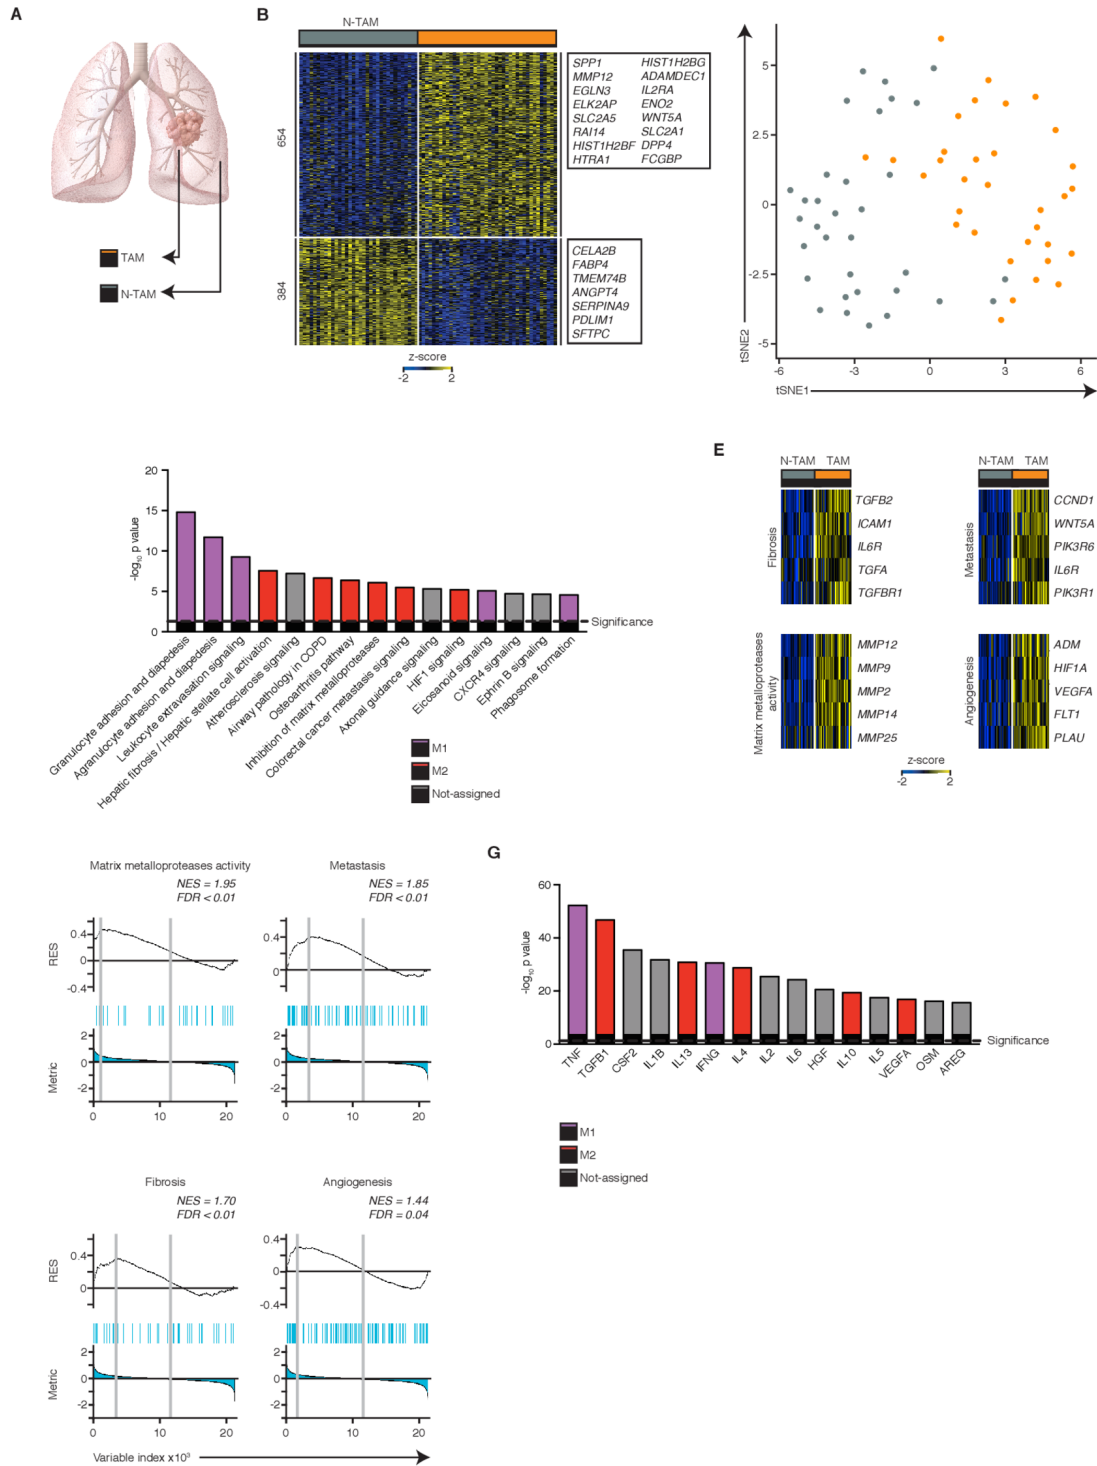 A
TAM
N-TAM
B
N-TAM
654
384
SPP1 HIST1H2BG
MMP12 ADAMDEC1
EGLN3 IL2RA
ELK2AP ENO2
SLC2A5 WNT5A
RAI14 SLC2A1
HIST1H2BF DPP4
HTRA1 FCGBP
CELA2B
FABP4
TMEM74B
ANGPT4
SERPINA9
PDLIM1
SFTPC
z-score
-2 2
tSNE2
5
2.5
0
-2.5
-5
-6 -3 0 3 6
tSNE1
-log10 p value
20
15
10
5
0
Significance
Granulocyte adhesion and diapedesis
Agranulocyte adhesion and diapedesis
Leukocyte extravasation signaling
Hepatic fibrosis / Hepatic stellate cell activation
Atherosclerosis signaling
Airway pathology in COPD
Osteoarthritis pathway
Inhibition of matrix metalloproteases
Colorectal cancer metastasis signaling
Axonal guidance signaling
HIF1 signaling
Eicosanoid signaling
CXCR4 signaling
Ephrin B signaling
Phagosome formation
M1
M2
Not-assigned
E
N-TAM TAM
Fibrosis
TGFB2
ICAM1
IL6R
TGFA
TGFBR1
N-TAM TAM
Metastasis
CCND1
WNT5A
PIK3R6
IL6R
PIK3R1
Matrix metalloproteases
activity
MMP12
MMP9
MMP2
MMP14
MMP25
Angiogenesis
ADM
HIF1A
VEGFA
FLT1
PLAU
z-score
-2 2
Matrix metalloproteases activity
NES = 1.95
FDR < 0.01
RES
0.4
0
-0.4
Metric
2
0
-2
0 10 20
Metastasis
NES = 1.85
FDR < 0.01
0.4
0
2
0
-2
0 10 20
Fibrosis
NES = 1.70
FDR < 0.01
RES
0.4
0
Metric
2
0
-2
0 10 20
Angiogenesis
NES = 1.44
FDR = 0.04
0.4
0
-0.4
2
0
-2
0 10 20
Variable index x10³
G
-log10 p value
60
40
20
0
Significance
TNF
TGFB1
CSF2
IL1B
IL13
IFNG
IL4
IL2
IL6
HGF
IL10
IL5
VEGFA
OSM
AREG
M1
M2
Not-assigned